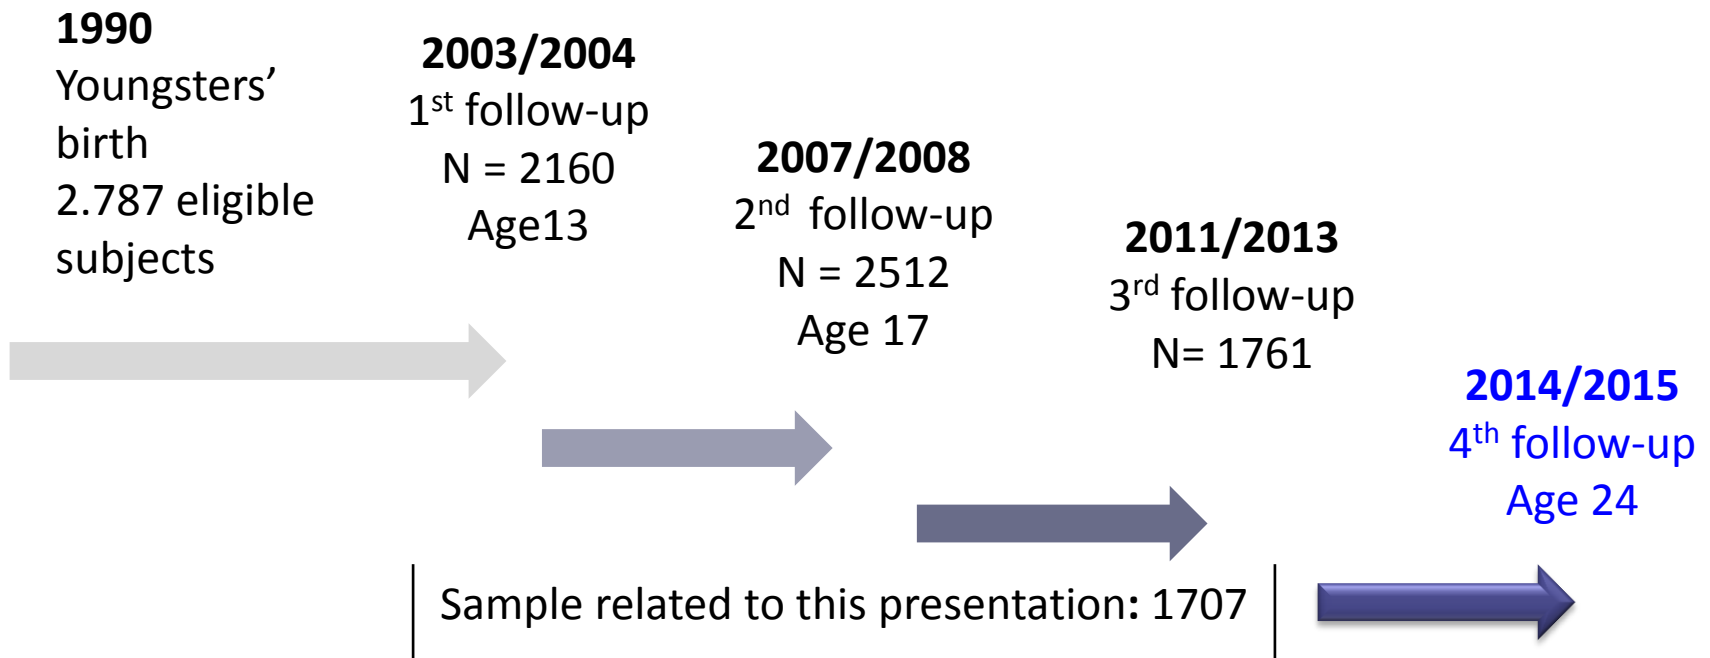 1990
Youngsters’
birth
2.787 eligible
subjects
2003/2004
1st follow-up
N = 2160
Age13
2007/2008
2nd follow-up
N = 2512
Age 17
2011/2013
3rd follow-up
N= 1761
2014/2015
4th follow-up
Age 24
Sample related to this presentation: 1707